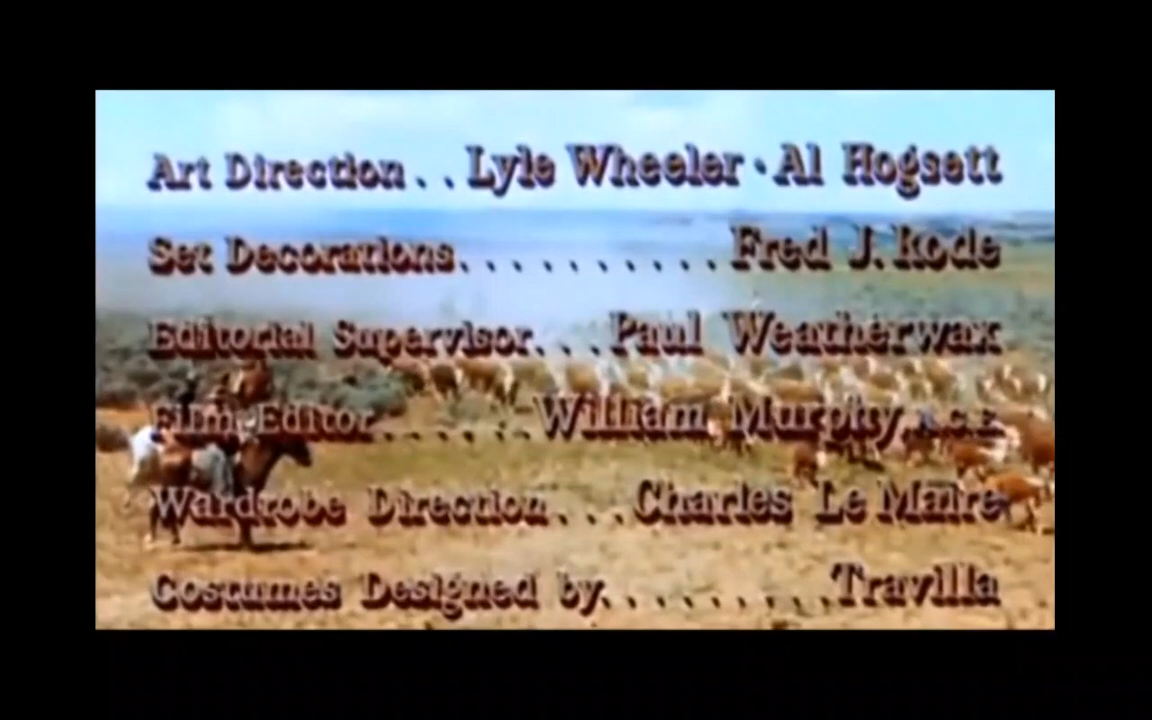 Art Direction . . Lyle Wheeler · Al Hogsett
Set Decorations . . . . . . . . . . Fred J. Rode
Editorial Supervisor . . . Paul Weatherwax
Film Editor . . . . . . William Murphy A.C.E.
Wardrobe Direction . . . Charles Le Maire
Costumes Designed by . . . . . . . . . Travilla